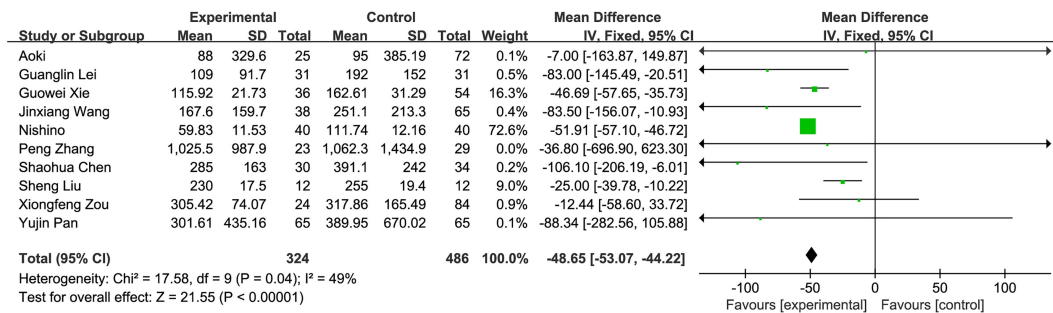 Experimental Control Mean Difference Mean Difference
Study or Subgroup Mean SD Total Mean SD Total Weight IV, Fixed, 95% CI IV, Fixed, 95% CI
Aoki 88 329.6 25 95 385.19 72 0.1% -7.00 [-163.87, 149.87]
Guanglin Lei 109 91.7 31 192 152 31 0.5% -83.00 [-145.49, -20.51]
Guowei Xie 115.92 21.73 36 162.61 31.29 54 16.3% -46.69 [-57.65, -35.73]
Jinxiang Wang 167.6 159.7 38 251.1 213.3 65 0.4% -83.50 [-156.07, -10.93]
Nishino 59.83 11.53 40 111.74 12.16 40 72.6% -51.91 [-57.10, -46.72]
Peng Zhang 1,025.5 987.9 23 1,062.3 1,434.9 29 0.0% -36.80 [-696.90, 623.30]
Shaohua Chen 285 163 30 391.1 242 34 0.2% -106.10 [-206.19, -6.01]
Sheng Liu 230 17.5 12 255 19.4 12 9.0% -25.00 [-39.78, -10.22]
Xiongfeng Zou 305.42 74.07 24 317.86 165.49 84 0.9% -12.44 [-58.60, 33.72]
Yujin Pan 301.61 435.16 65 389.95 670.02 65 0.1% -88.34 [-282.56, 105.88]
Total (95% CI) 324 486 100.0% -48.65 [-53.07, -44.22]
Heterogeneity: Chi² = 17.58, df = 9 (P = 0.04); I² = 49%
Test for overall effect: Z = 21.55 (P < 0.00001)
-100 -50 0 50 100
Favours [experimental] Favours [control]